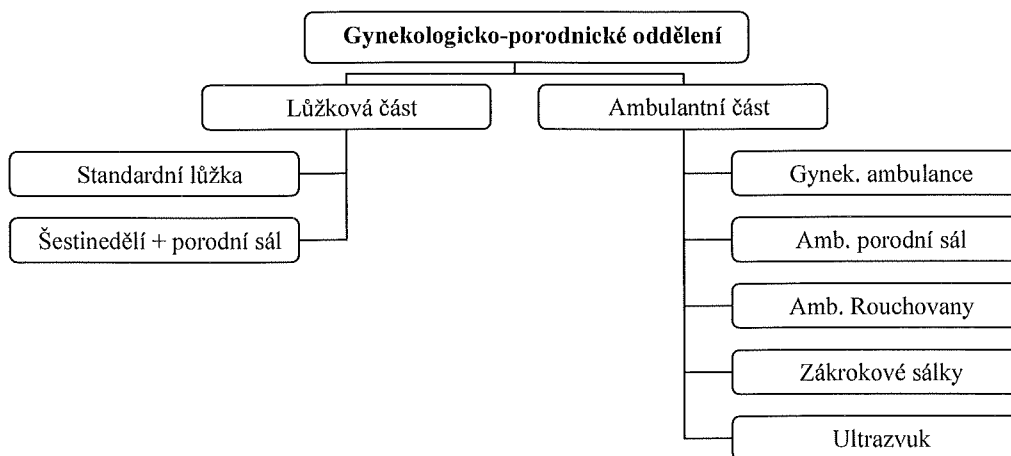 Gynekologicko-porodnické oddělení
Lůžková část
Ambulantní část
Standardní lůžka
Šestinedělí + porodní sál
Gynek. ambulance
Amb. porodní sál
Amb. Rouchovany
Zákrokové sálky
Ultrazvuk